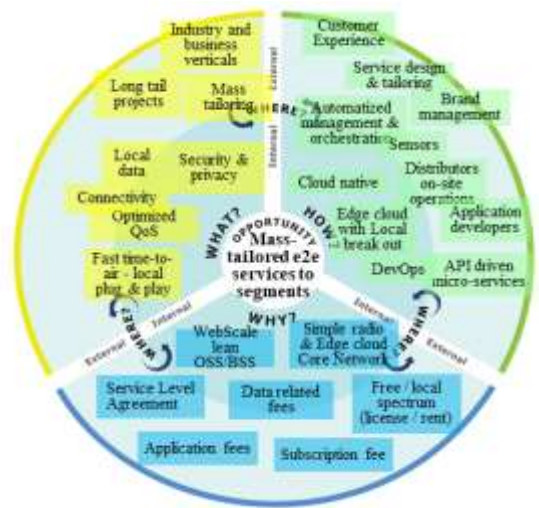 Industry and
business
verticals
Long tail
projects
Mass
tailoring
Local
data
Security &
privacy
Connectivity
Optimized
QoS
Fast time-to-
air - local
plug & play
Customer
Experience
Service design
& tailoring
Brand
management
Automatized
management &
orchestration
Sensors
Cloud native
Distributors
on-site
operations
Edge cloud
with Local
break out
Application
developers
DevOps
API driven
micro-services
External
WHERE?
Internal
WHAT?
HOW?
OPPORTUNITY
Mass-
tailored e2e
services to
segments
WHY?
External
Internal
WHERE?
Internal
External
WHERE?
WebScale
lean
OSS/BSS
Simple radio
& Edge cloud
Core Network
Service Level
Agreement
Data related
fees
Free / local
spectrum
(license / rent)
Application fees
Subscription fee